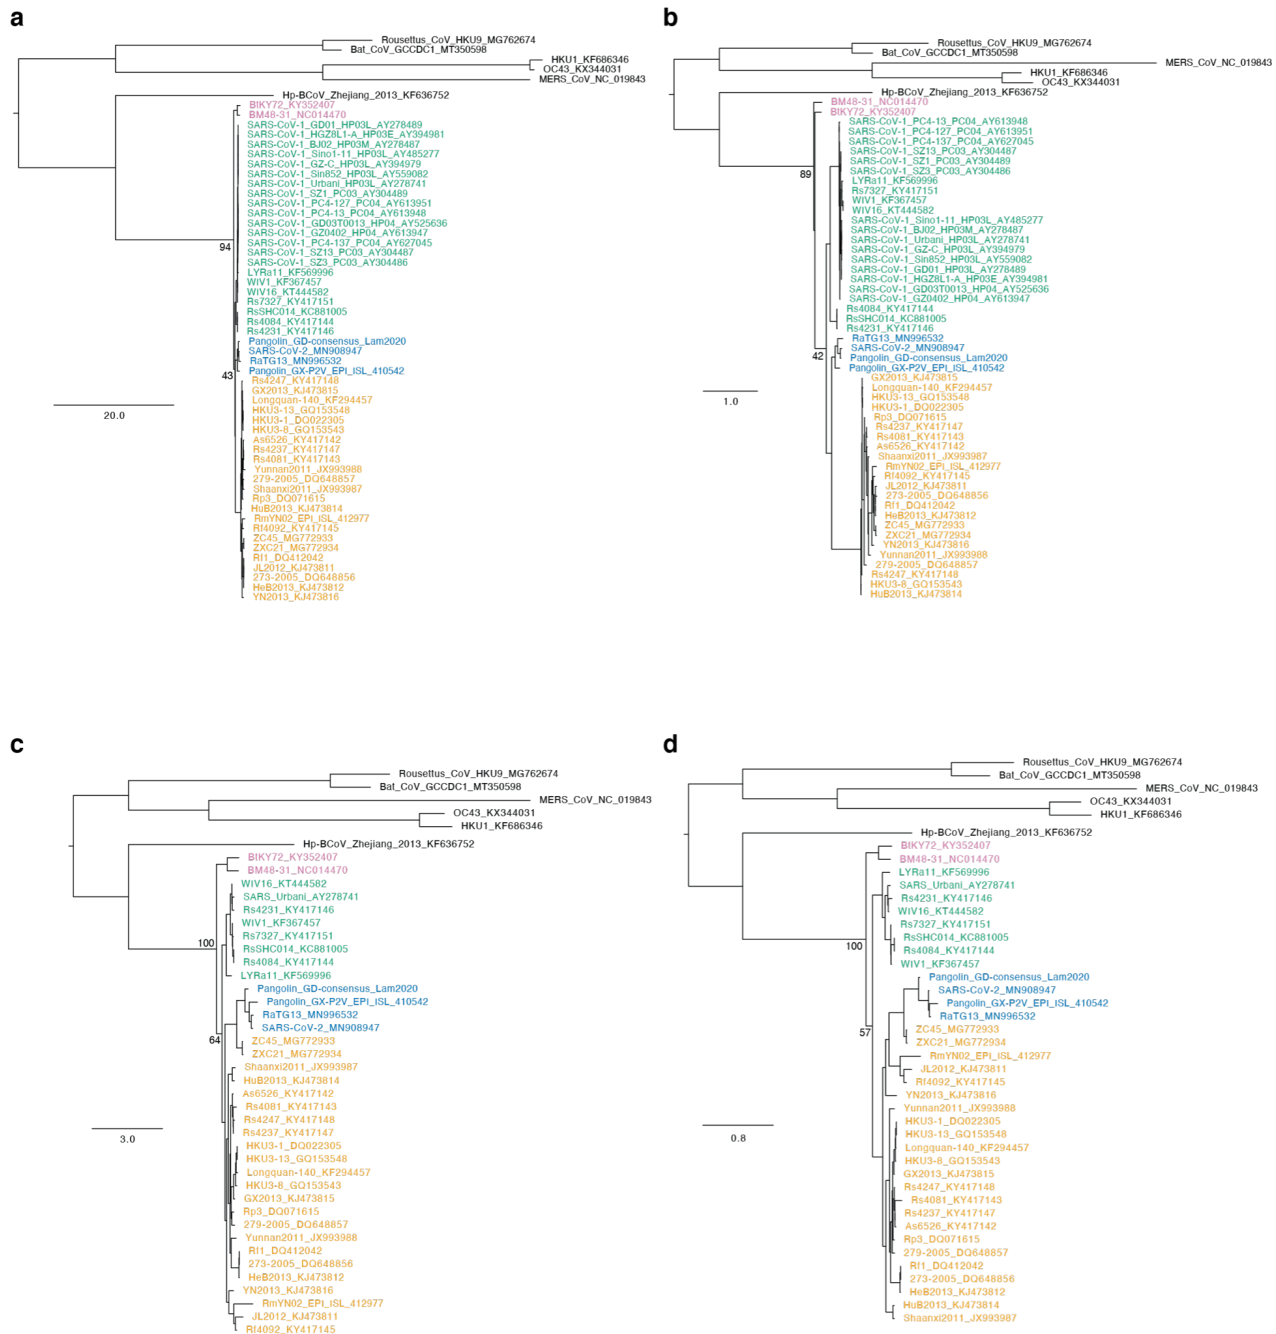 a
Rousettus_CoV_HKU9_MG762674
Bat_CoV_GCCDC1_MT350598
HKU1_KF686346
OC43_KX344031
MERS_CoV_NC_019843
Hp-BCoV_Zhejiang_2013_KF636752
BtKY72_KY352407
BM48-31_NC014470
SARS-CoV-1_GD01_HP03L_AY278489
SARS-CoV-1_HGZ8L1-A_HP03E_AY394981
SARS-CoV-1_BJ02_HP03M_AY278487
SARS-CoV-1_Sino1-11_HP03L_AY485277
SARS-CoV-1_GZ-C_HP03L_AY394979
SARS-CoV-1_Sin852_HP03L_AY559082
SARS-CoV-1_Urbani_HP03L_AY278741
SARS-CoV-1_SZ1_PC03_AY304489
SARS-CoV-1_PC4-127_PC04_AY613951
SARS-CoV-1_PC4-13_PC04_AY613948
SARS-CoV-1_GD03T0013_HP04_AY525636
SARS-CoV-1_GZ0402_HP04_AY613947
SARS-CoV-1_PC4-137_PC04_AY627045
SARS-CoV-1_SZ13_PC03_AY304487
SARS-CoV-1_SZ3_PC03_AY304486
LYRa11_KF569996
WIV1_KF367457
WIV16_KT444582
Rs7327_KY417151
RsSHC014_KC881005
Rs4084_KY417144
Rs4231_KY417146
Pangolin_GD-consensus_Lam2020
SARS-CoV-2_MN908947
RaTG13_MN996532
Pangolin_GX-P2V_EPI_ISL_410542
Rs4247_KY417148
GX2013_KJ473815
Longquan-140_KF294457
HKU3-13_GQ153548
HKU3-1_DQ022305
HKU3-8_GQ153543
As6526_KY417142
Rs4237_KY417147
Rs4081_KY417143
Yunnan2011_JX993988
279-2005_DQ648857
Shaanxi2011_JX993987
Rp3_DQ071615
HuB2013_KJ473814
RmYN02_EPI_ISL_412977
Rf4092_KY417145
ZC45_MG772933
ZXC21_MG772934
Rf1_DQ412042
JL2012_KJ473811
273-2005_DQ648856
HeB2013_KJ473812
YN2013_KJ473816
94
43
20.0
b
Rousettus_CoV_HKU9_MG762674
Bat_CoV_GCCDC1_MT350598
MERS_CoV_NC_019843
HKU1_KF686346
OC43_KX344031
Hp-BCoV_Zhejiang_2013_KF636752
BM48-31_NC014470
BtKY72_KY352407
SARS-CoV-1_PC4-13_PC04_AY613948
SARS-CoV-1_PC4-127_PC04_AY613951
SARS-CoV-1_PC4-137_PC04_AY627045
SARS-CoV-1_SZ13_PC03_AY304487
SARS-CoV-1_SZ1_PC03_AY304489
SARS-CoV-1_SZ3_PC03_AY304486
LYRa11_KF569996
Rs7327_KY417151
WIV1_KF367457
WIV16_KT444582
SARS-CoV-1_Sino1-11_HP03L_AY485277
SARS-CoV-1_BJ02_HP03M_AY278487
SARS-CoV-1_Urbani_HP03L_AY278741
SARS-CoV-1_GZ-C_HP03L_AY394979
SARS-CoV-1_Sin852_HP03L_AY559082
SARS-CoV-1_GD01_HP03L_AY278489
SARS-CoV-1_HGZ8L1-A_HP03E_AY394981
SARS-CoV-1_GD03T0013_HP04_AY525636
SARS-CoV-1_GZ0402_HP04_AY613947
Rs4084_KY417144
RsSHC014_KC881005
Rs4231_KY417146
RaTG13_MN996532
SARS-CoV-2_MN908947
Pangolin_GD-consensus_Lam2020
Pangolin_GX-P2V_EPI_ISL_410542
GX2013_KJ473815
Longquan-140_KF294457
HKU3-13_GQ153548
HKU3-1_DQ022305
Rp3_DQ071615
Rs4237_KY417147
Rs4081_KY417143
As6526_KY417142
Shaanxi2011_JX993987
RmYN02_EPI_ISL_412977
Rf4092_KY417145
JL2012_KJ473811
273-2005_DQ648856
Rf1_DQ412042
HeB2013_KJ473812
ZC45_MG772933
ZXC21_MG772934
YN2013_KJ473816
Yunnan2011_JX993988
279-2005_DQ648857
Rs4247_KY417148
HKU3-8_GQ153543
HuB2013_KJ473814
89
42
1.0
c
Rousettus_CoV_HKU9_MG762674
Bat_CoV_GCCDC1_MT350598
MERS_CoV_NC_019843
OC43_KX344031
HKU1_KF686346
Hp-BCoV_Zhejiang_2013_KF636752
BtKY72_KY352407
BM48-31_NC014470
WIV16_KT444582
SARS_Urbani_AY278741
Rs4231_KY417146
WIV1_KF367457
Rs7327_KY417151
RsSHC014_KC881005
Rs4084_KY417144
LYRa11_KF569996
Pangolin_GD-consensus_Lam2020
Pangolin_GX-P2V_EPI_ISL_410542
RaTG13_MN996532
SARS-CoV-2_MN908947
ZC45_MG772933
ZXC21_MG772934
Shaanxi2011_JX993987
HuB2013_KJ473814
As6526_KY417142
Rs4081_KY417143
Rs4247_KY417148
Rs4237_KY417147
HKU3-1_DQ022305
HKU3-13_GQ153548
Longquan-140_KF294457
HKU3-8_GQ153543
GX2013_KJ473815
Rp3_DQ071615
279-2005_DQ648857
Yunnan2011_JX993988
Rf1_DQ412042
273-2005_DQ648856
HeB2013_KJ473812
YN2013_KJ473816
RmYN02_EPI_ISL_412977
JL2012_KJ473811
Rf4092_KY417145
100
64
3.0
d
Rousettus_CoV_HKU9_MG762674
Bat_CoV_GCCDC1_MT350598
MERS_CoV_NC_019843
OC43_KX344031
HKU1_KF686346
Hp-BCoV_Zhejiang_2013_KF636752
BtKY72_KY352407
BM48-31_NC014470
LYRa11_KF569996
SARS_Urbani_AY278741
Rs4231_KY417146
WIV16_KT444582
Rs7327_KY417151
RsSHC014_KC881005
Rs4084_KY417144
WIV1_KF367457
Pangolin_GD-consensus_Lam2020
SARS-CoV-2_MN908947
Pangolin_GX-P2V_EPI_ISL_410542
RaTG13_MN996532
ZC45_MG772933
ZXC21_MG772934
RmYN02_EPI_ISL_412977
JL2012_KJ473811
Rf4092_KY417145
YN2013_KJ473816
Yunnan2011_JX993988
HKU3-1_DQ022305
HKU3-13_GQ153548
Longquan-140_KF294457
HKU3-8_GQ153543
GX2013_KJ473815
Rs4247_KY417148
Rs4081_KY417143
Rs4237_KY417147
As6526_KY417142
Rp3_DQ071615
279-2005_DQ648857
Rf1_DQ412042
273-2005_DQ648856
HeB2013_KJ473812
HuB2013_KJ473814
Shaanxi2011_JX993987
100
57
0.8